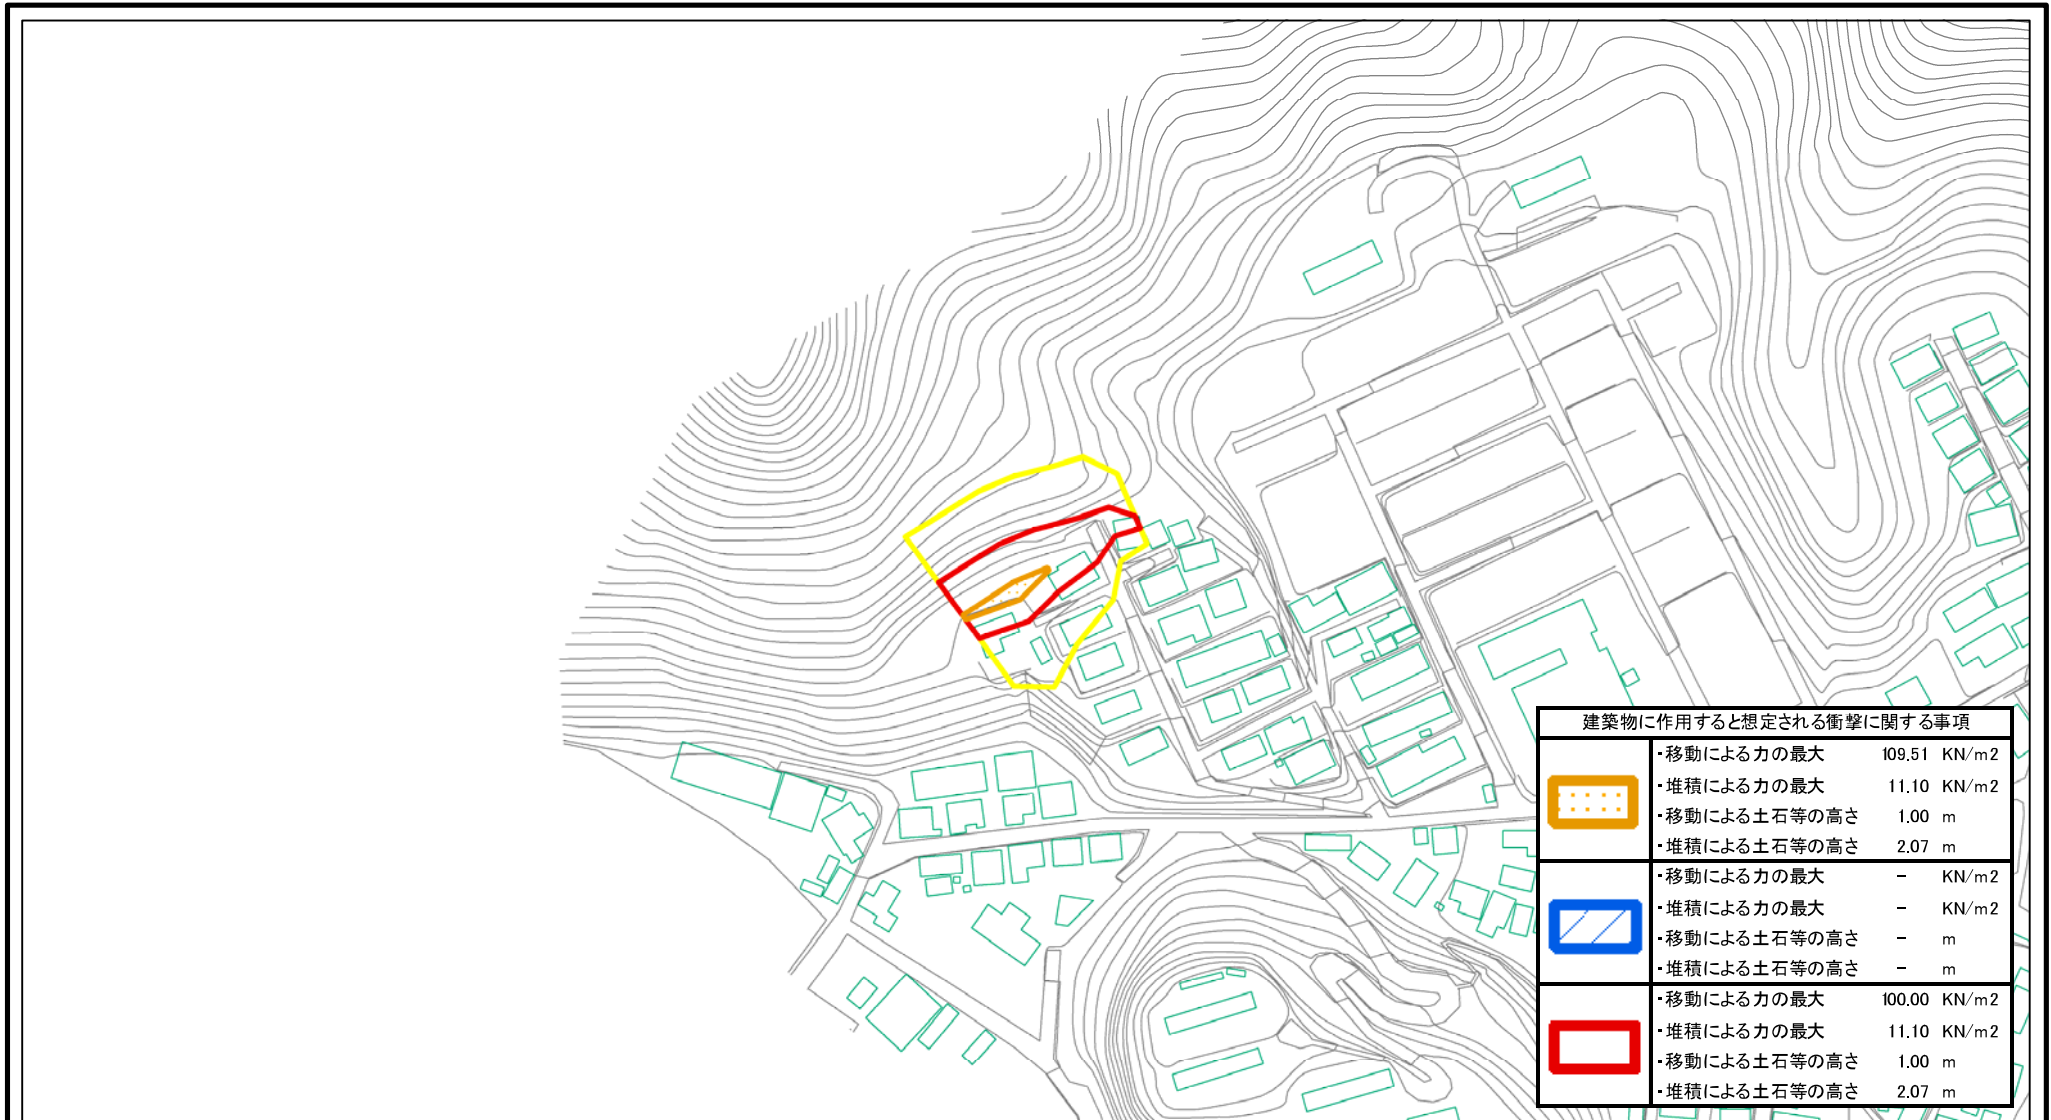 建築物に作用すると想定される衝撃に関する事項
・移動による力の最大 109.51 KN/m2
・堆積による力の最大 11.10 KN/m2
・移動による土石等の高さ 1.00 m
・堆積による土石等の高さ 2.07 m
・移動による力の最大 - KN/m2
・堆積による力の最大 - KN/m2
・移動による土石等の高さ - m
・堆積による土石等の高さ - m
・移動による力の最大 100.00 KN/m2
・堆積による力の最大 11.10 KN/m2
・移動による土石等の高さ 1.00 m
・堆積による土石等の高さ 2.07 m